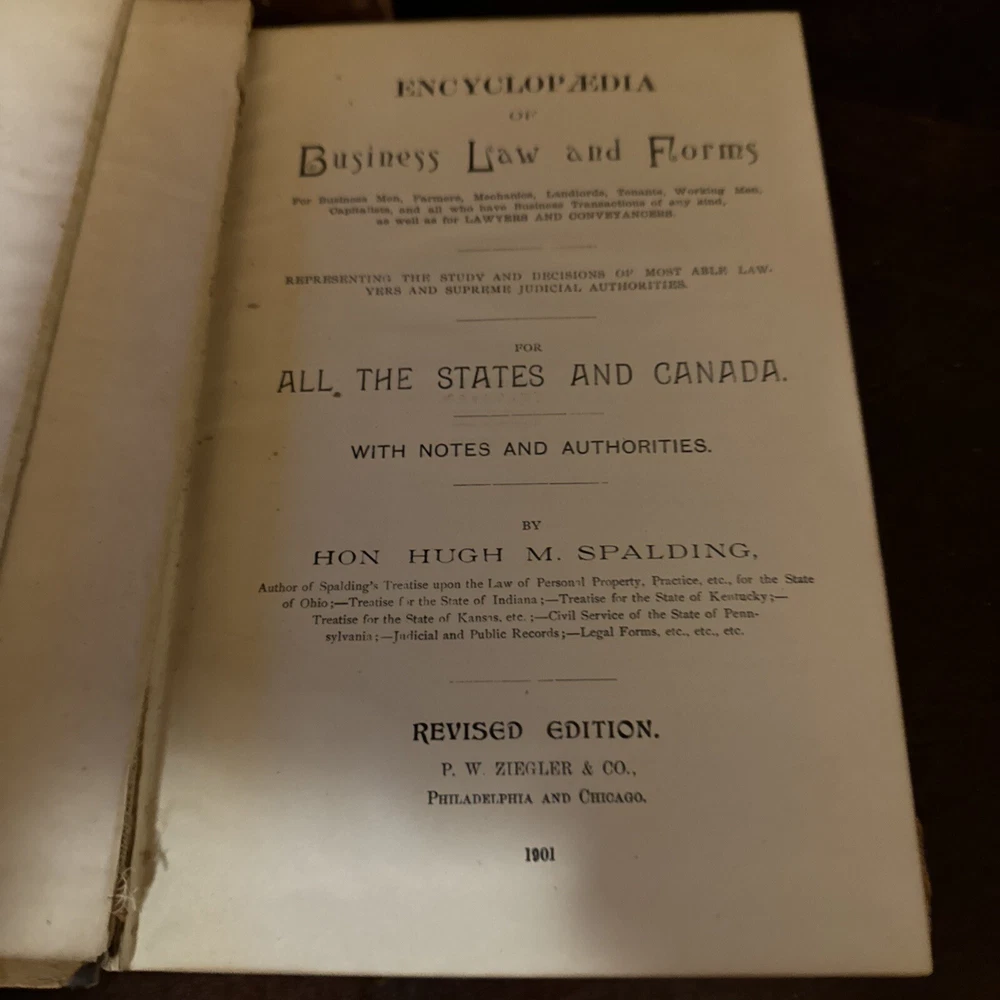 ENCYCLOPÆDIA
OF
Business Law and Forms
For Business Men, Farmers, Mechanics, Landlords, Tenants, Working Men,
Capitalists, and all who have Business Transactions of any kind,
as well as for LAWYERS AND CONVEYANCERS.
REPRESENTING THE STUDY AND DECISIONS OF MOST ABLE LAW-
YERS AND SUPREME JUDICIAL AUTHORITIES.
FOR
ALL THE STATES AND CANADA.
WITH NOTES AND AUTHORITIES.
BY
HON HUGH M. SPALDING,
Author of Spalding's Treatise upon the Law of Personal Property, Practice, etc., for the State
of Ohio;—Treatise for the State of Indiana;—Treatise for the State of Kentucky;—
Treatise for the State of Kansas, etc.;—Civil Service of the State of Penn-
sylvania;—Judicial and Public Records;—Legal Forms, etc., etc., etc.
REVISED EDITION.
P. W. ZIEGLER & CO.,
PHILADELPHIA AND CHICAGO.
1901